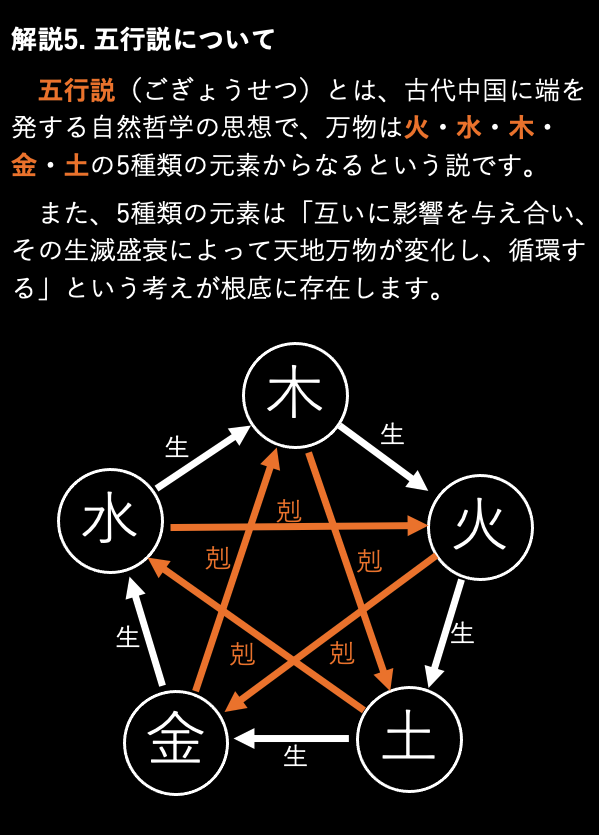 解説5. 五行説について
五行説（ごぎょうせつ）とは、古代中国に端を
発する自然哲学の思想で、万物は火・水・木・
金・土の5種類の元素からなるという説です。
また、5種類の元素は「互いに影響を与え合い、
その生滅盛衰によって天地万物が変化し、循環す
る」という考えが根底に存在します。
木
生
生
水
火
剋
剋
剋
生
生
剋
剋
金
土
生